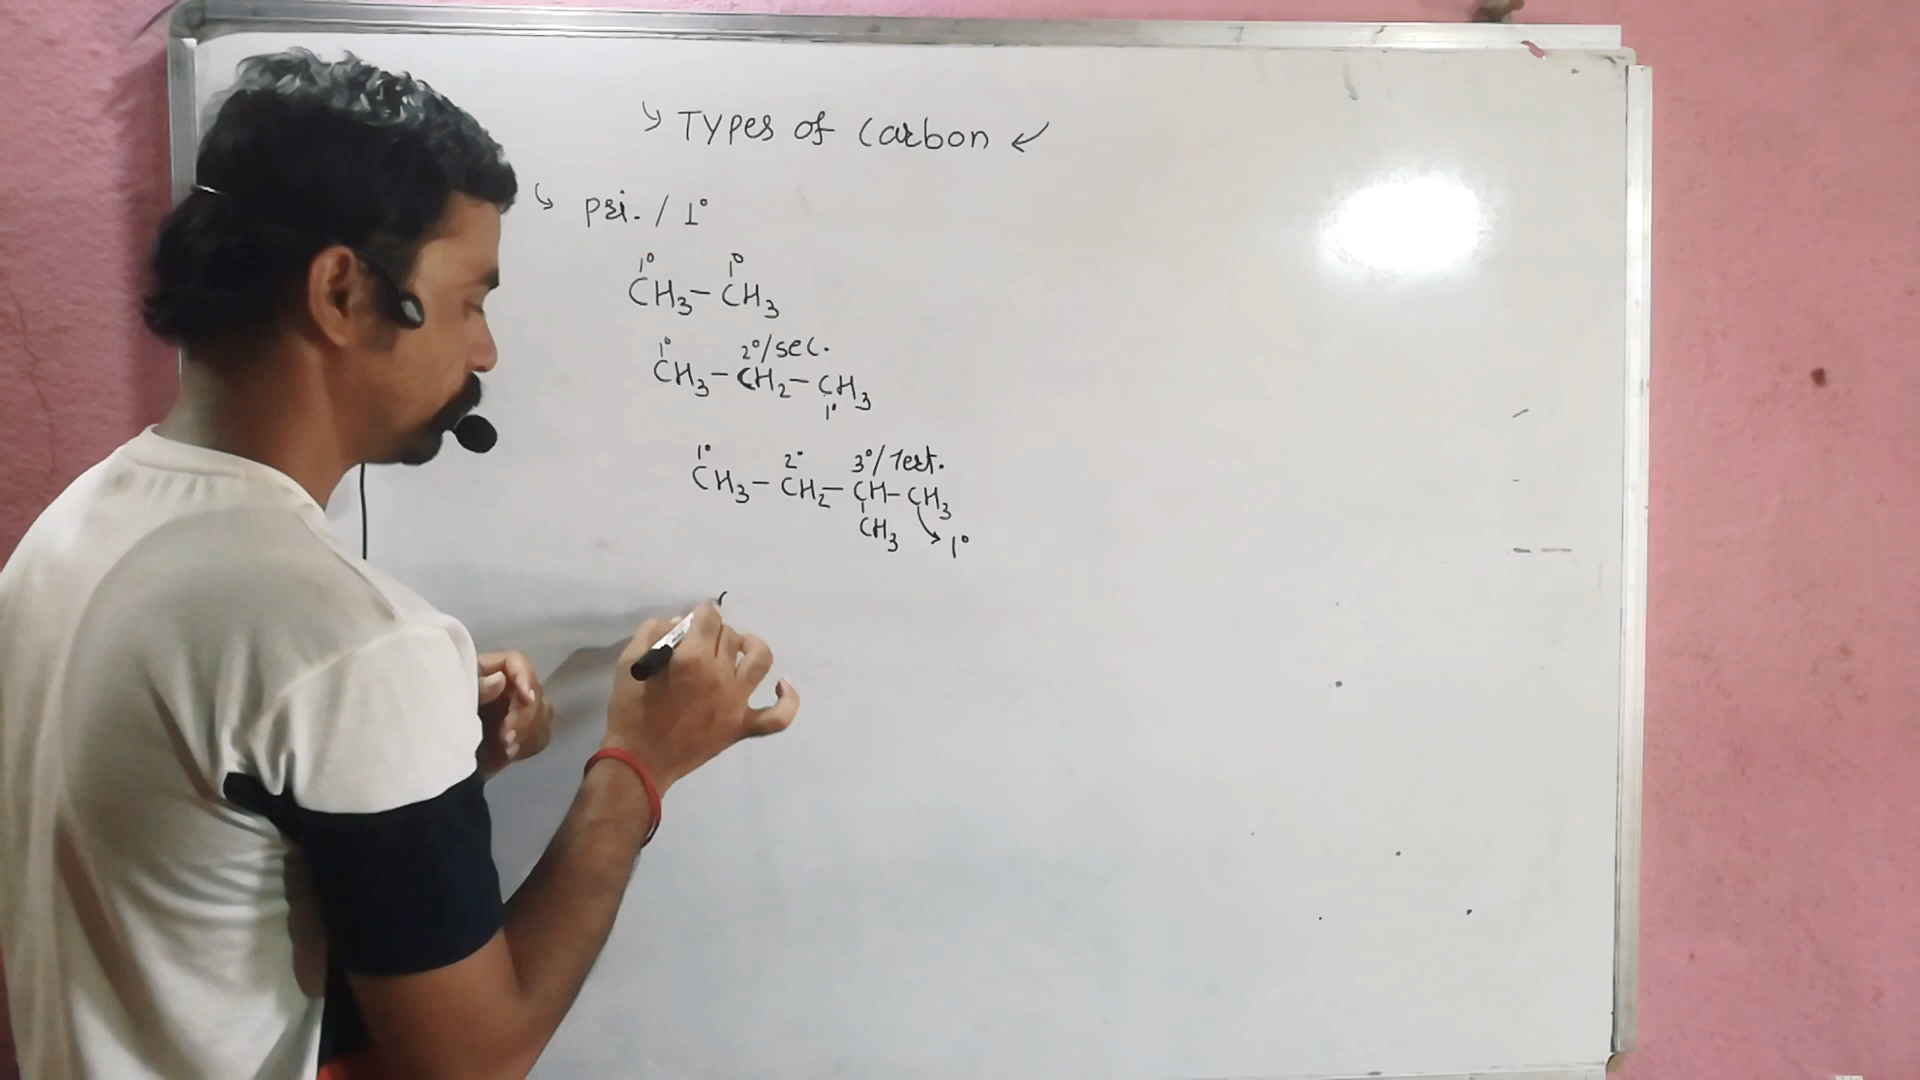 ↳ Types of Carbon ↙
↳ pri. / 1°
1° 1°
CH₃ – CH₃
1° 2°/sec.
CH₃ – CH₂ – CH₃
1°
1° 2° 3°/Tert.
CH₃ – CH₂ – CH – CH₃
CH₃ 1°